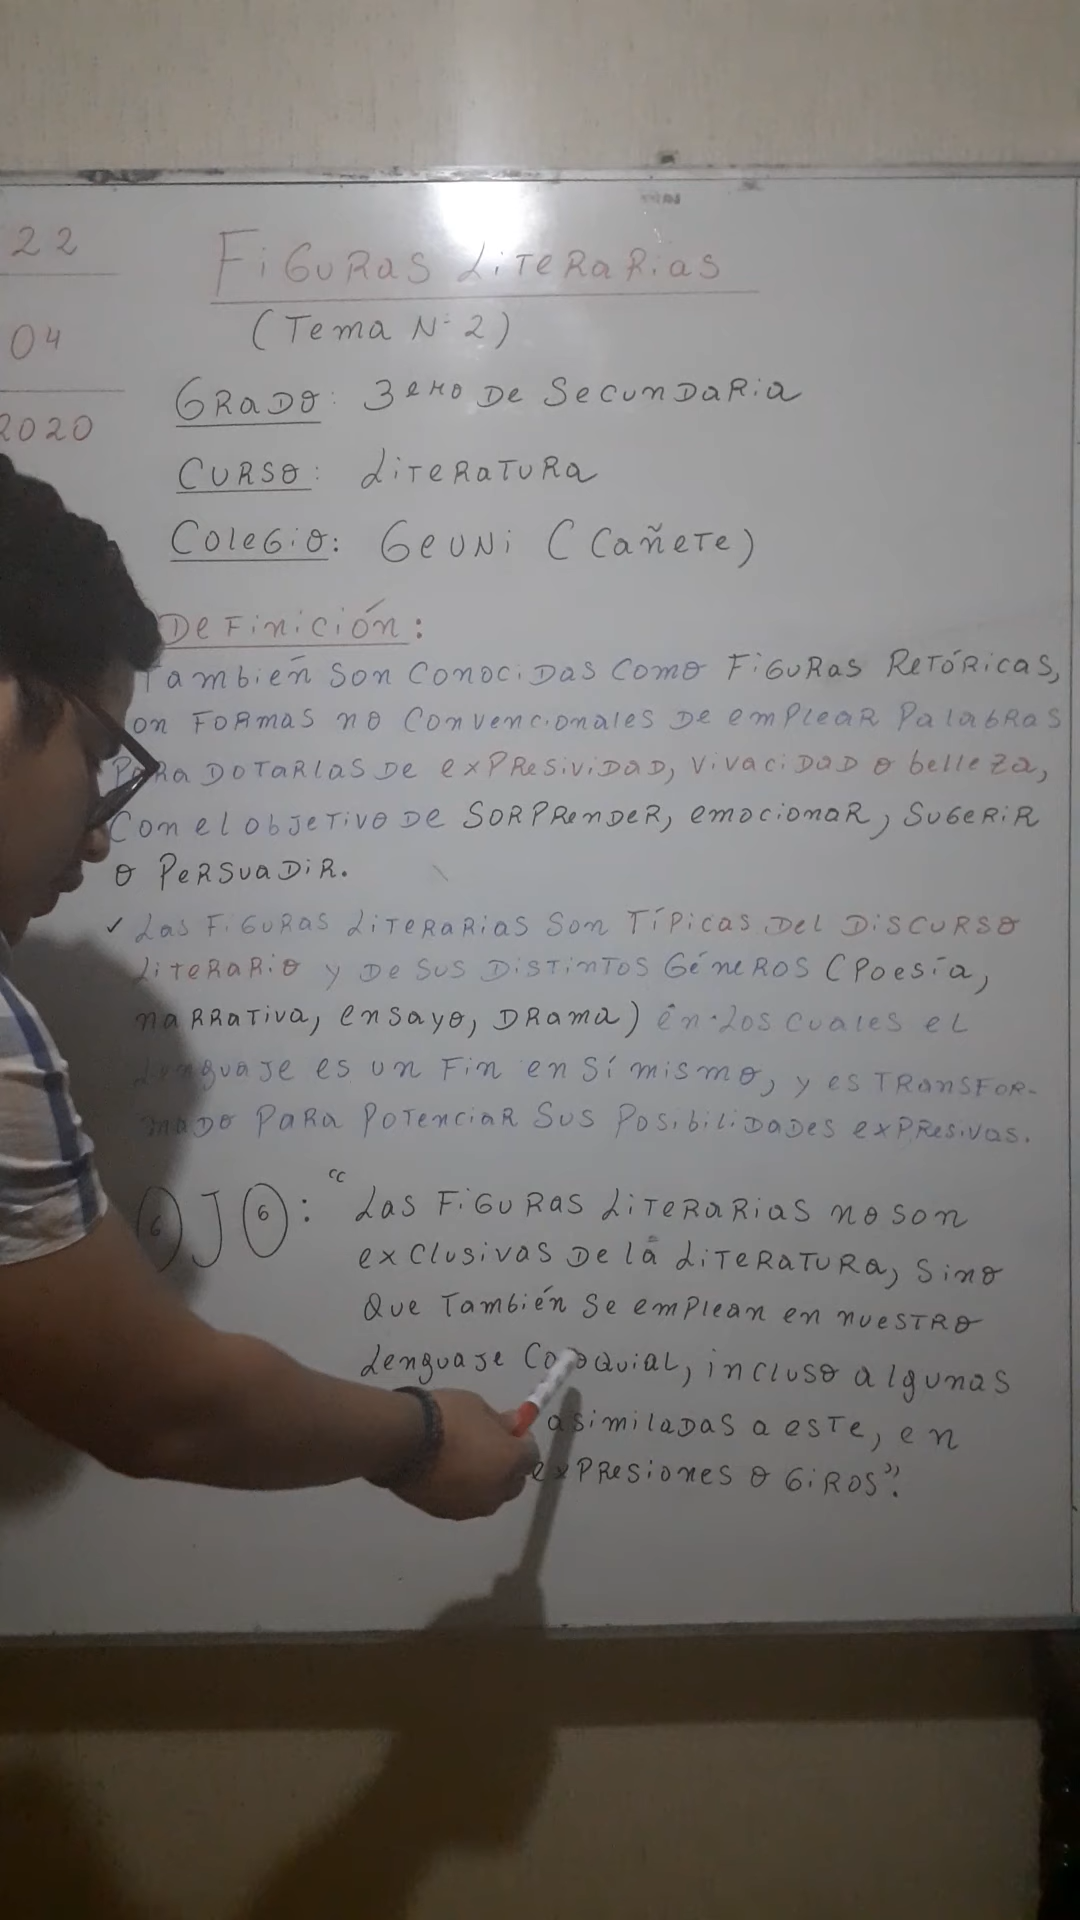 22
04
2020
FiGURas LiTeRaRias
(Tema N- 2)
GRaDO: 3eRO De SecunDaRia
CURSO: LiTeRaTURa
ColeGio: GeUNi (Cañete)
DeFinición:
También son conociDas como FiGURas ReTÓRicas,
on FORmas no convencionales De emPleaR PalabRas
PaRa DOTaRlas De exPResiviDaD, vivaciDaD o belleza,
con el objeTivo De SORPRenDeR, emocionaR, SuGeRiR
o PeRSuaDiR.
✓ Las FiGURas LiTeRaRias son TíPicas Del DiscuRso
LiTeRaRio y De sus DisTinTos GéneROS (Poesía,
naRRaTiva, ensayo, DRama) en los cuales el
Lenguaje es un Fin en Sí mismo, y es TRansFoR-
maDo PaRa PoTenciaR Sus PosibiliDaDes exPResivas.
OJO: "Las FiGURas LiTeRaRias no son
exclusivas De la LiTeRaTURa, sino
Que También se emplean en nuesTRo
Lenguaje Coloquial, incluso algunas
asimilaDas a esTe, en
exPResiones o GiROS".